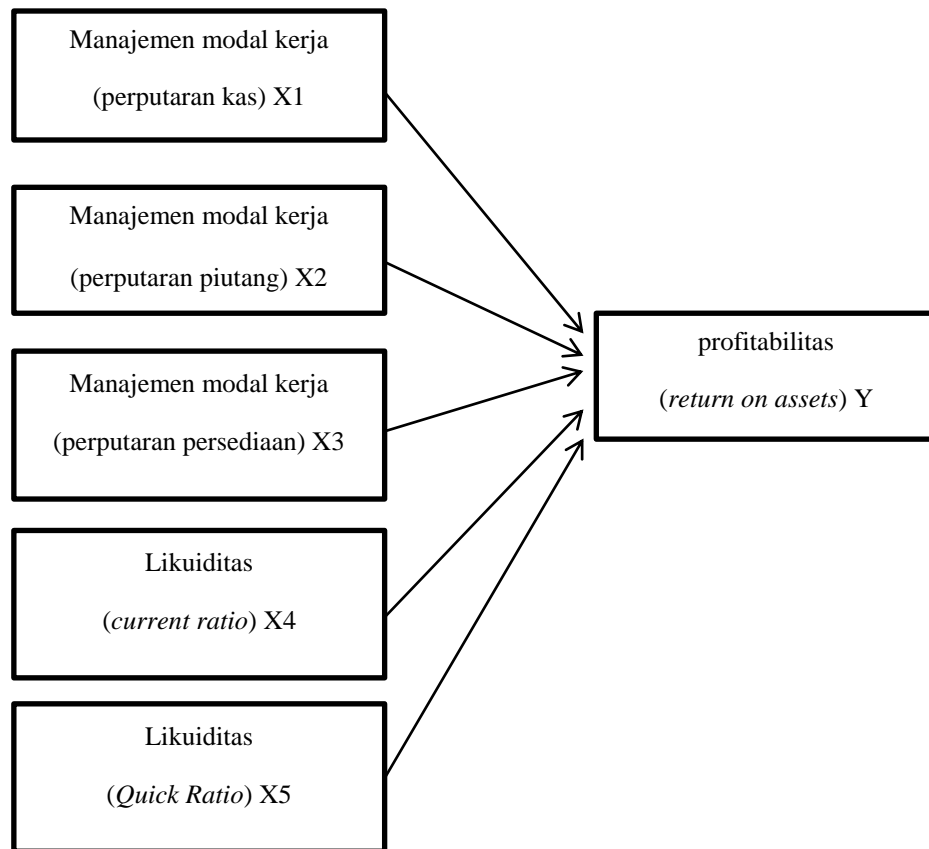 Manajemen modal kerja
(perputaran kas) X1
Manajemen modal kerja
(perputaran piutang) X2
Manajemen modal kerja
(perputaran persediaan) X3
Likuiditas
(current ratio) X4
Likuiditas
(Quick Ratio) X5
profitabilitas
(return on assets) Y